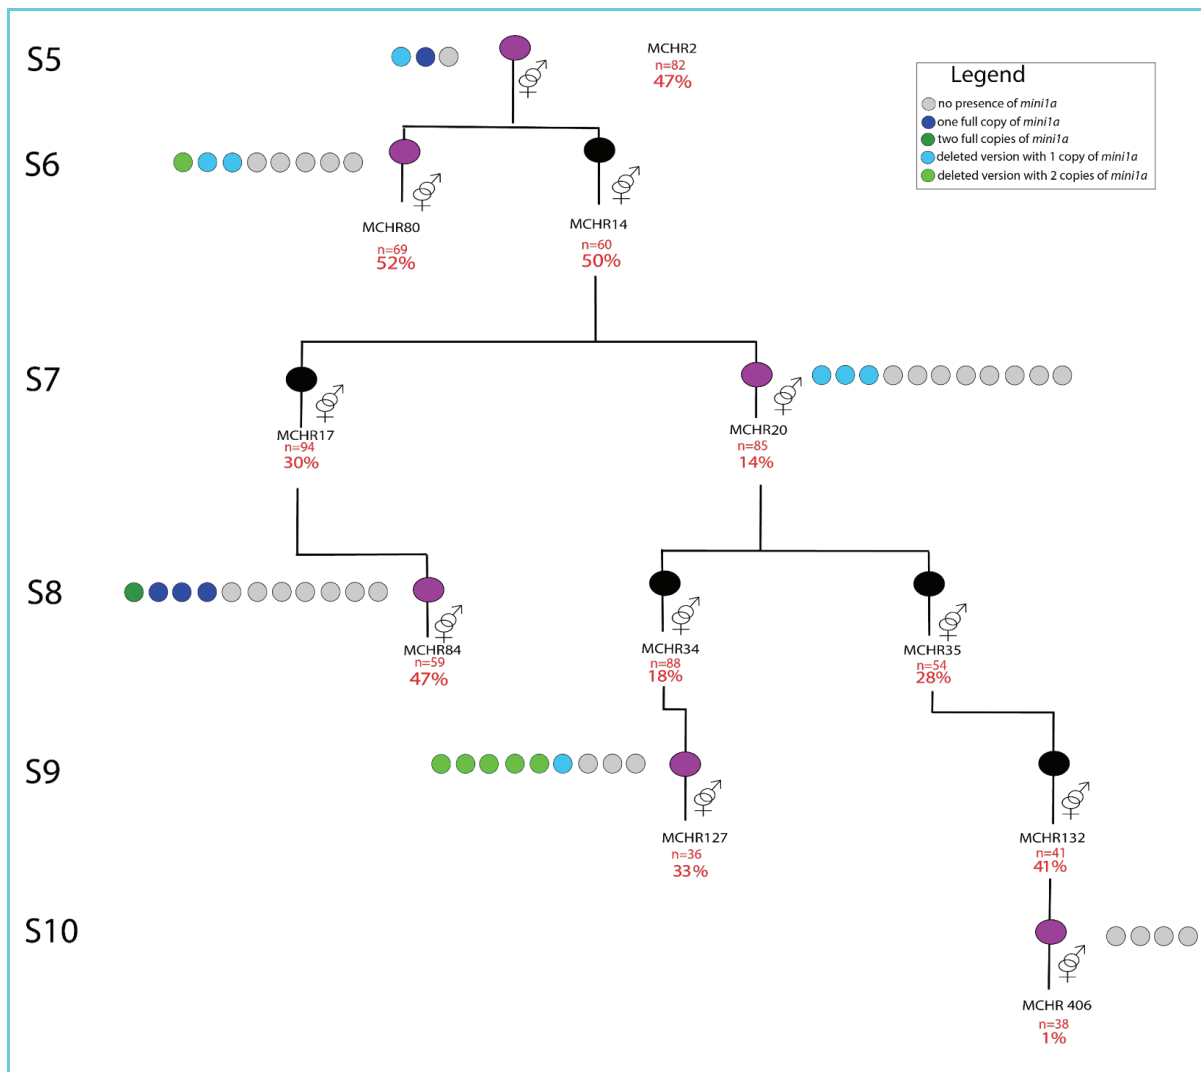 S5
MCHR2
n=82
47%
Legend
no presence of mini1a
one full copy of mini1a
two full copies of mini1a
deleted version with 1 copy of mini1a
deleted version with 2 copies of mini1a
S6
MCHR80
n=69
52%
MCHR14
n=60
50%
S7
MCHR17
n=94
30%
MCHR20
n=85
14%
S8
MCHR84
n=59
47%
MCHR34
n=88
18%
MCHR35
n=54
28%
S9
MCHR127
n=36
33%
MCHR132
n=41
41%
S10
MCHR 406
n=38
1%